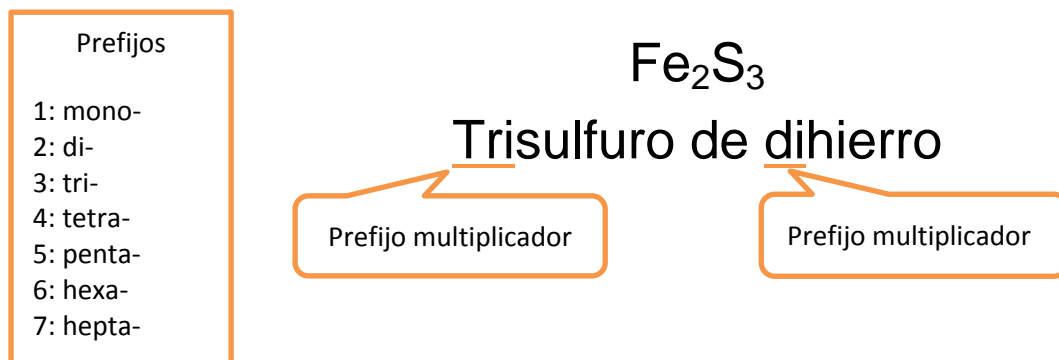 Prefijos
1: mono-
2: di-
3: tri-
4: tetra-
5: penta-
6: hexa-
7: hepta-
Fe₂S₃
Trisulfuro de dihierro
Prefijo multiplicador
Prefijo multiplicador